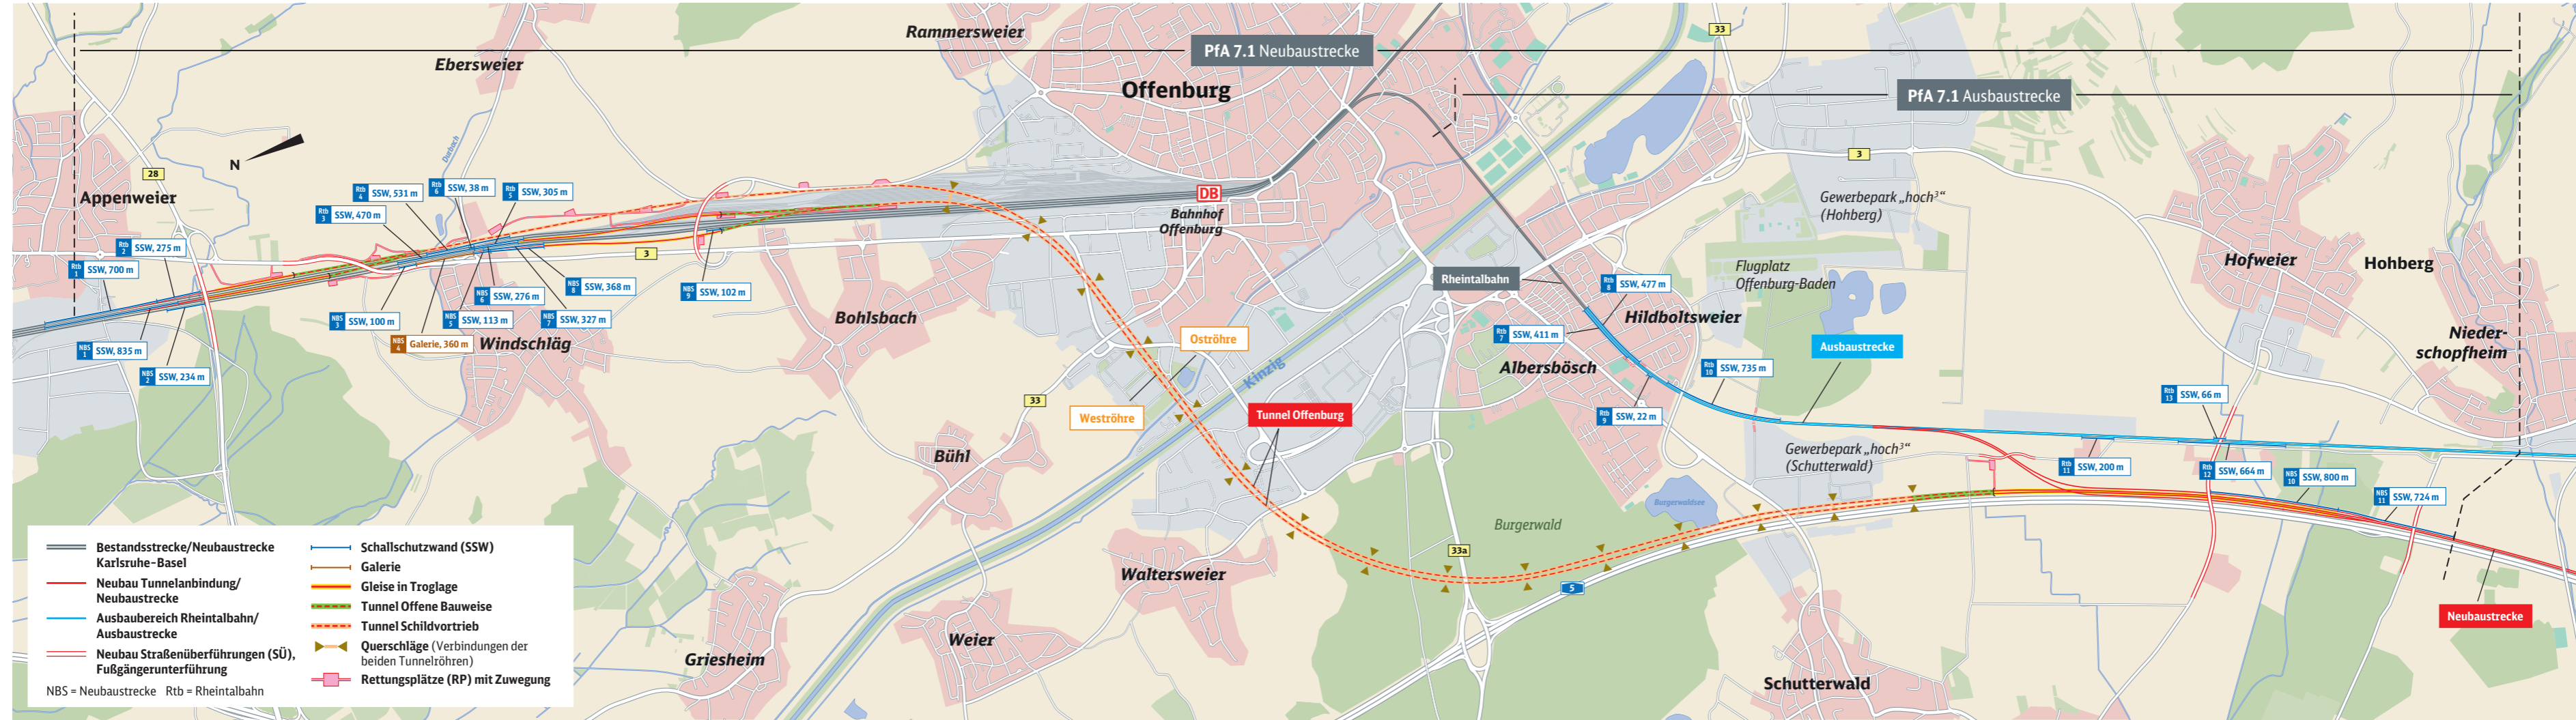 Rammersweier
Ebersweier
PfA 7.1 Neubaustrecke
33
Offenburg
PfA 7.1 Ausbaustrecke
Durbach
N
28
Appenweier
3
DB
Bahnhof
Offenburg
Gewerbepark „hoch³“
(Hohberg)
Rtb 4 SSW, 531 m
Rtb 6 SSW, 38 m
Rtb 5 SSW, 305 m
Rtb 3 SSW, 470 m
Rtb 2 SSW, 275 m
Rtb 1 SSW, 700 m
3
Hofweier
Hohberg
Flugplatz
Offenburg-Baden
Rheintalbahn
Rtb 8 SSW, 477 m
NBS 8 SSW, 368 m
NBS 6 SSW, 276 m
NBS 9 SSW, 102 m
NBS 3 SSW, 100 m
NBS 5 SSW, 113 m
NBS 7 SSW, 327 m
NBS 4 Galerie, 360 m
Windschläg
Bohlsbach
Hildboltsweier
Rtb 7 SSW, 411 m
Nieder-
schopfheim
NBS 1 SSW, 835 m
NBS 2 SSW, 234 m
Oströhre
Ausbaustrecke
Albersbösch
Rtb 10 SSW, 735 m
Kinzig
33
Weströhre
Tunnel Offenburg
Rtb 9 SSW, 22 m
Rtb 13 SSW, 66 m
Bühl
Gewerbepark „hoch³“
(Schutterwald)
Rtb 11 SSW, 200 m
Rtb 12 SSW, 664 m
NBS 10 SSW, 800 m
NBS 11 SSW, 724 m
Burgerwaldsee
Burgerwald
33a
Waltersweier
5
Neubaustrecke
Weier
Griesheim
Schutterwald
Bestandsstrecke/Neubaustrecke
Karlsruhe-Basel
Neubau Tunnelanbindung/
Neubaustrecke
Ausbaubereich Rheintalbahn/
Ausbaustrecke
Neubau Straßenüberführungen (SÜ),
Fußgängerunterführung
NBS = Neubaustrecke Rtb = Rheintalbahn
Schallschutzwand (SSW)
Galerie
Gleise in Troglage
Tunnel Offene Bauweise
Tunnel Schildvortrieb
Querschläge (Verbindungen der
beiden Tunnelröhren)
Rettungsplätze (RP) mit Zuwegung